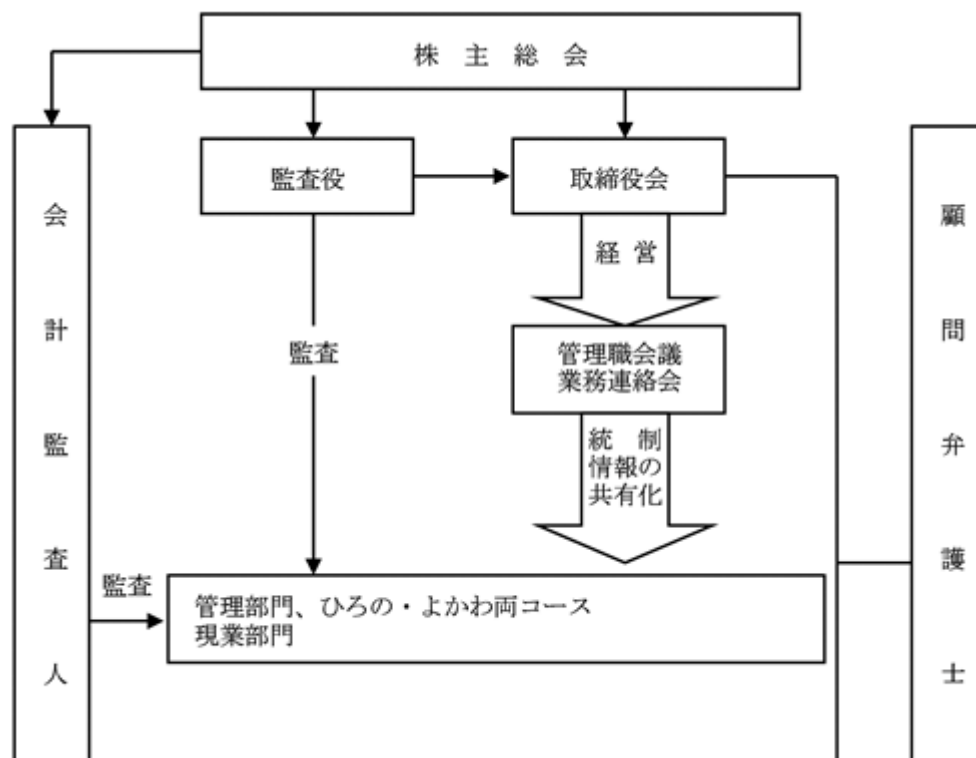 株主総会
監査役
取締役会
会計監査人
顧問弁護士
経営
監査
管理職会議
業務連絡会
統制
情報の
共有化
監査
管理部門、ひろの・よかわ両コース
現業部門